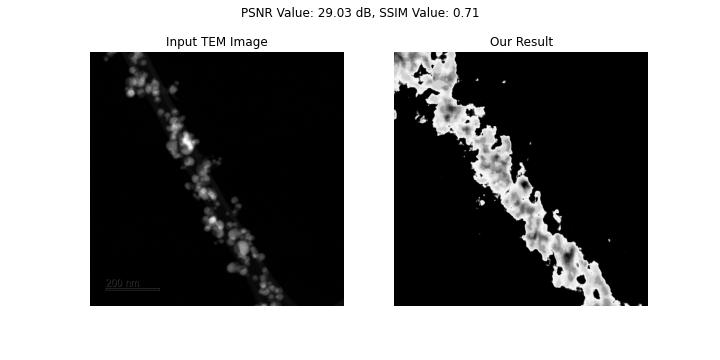 PSNR Value: 29.03 dB, SSIM Value: 0.71
Input TEM Image
Our Result
200 nm